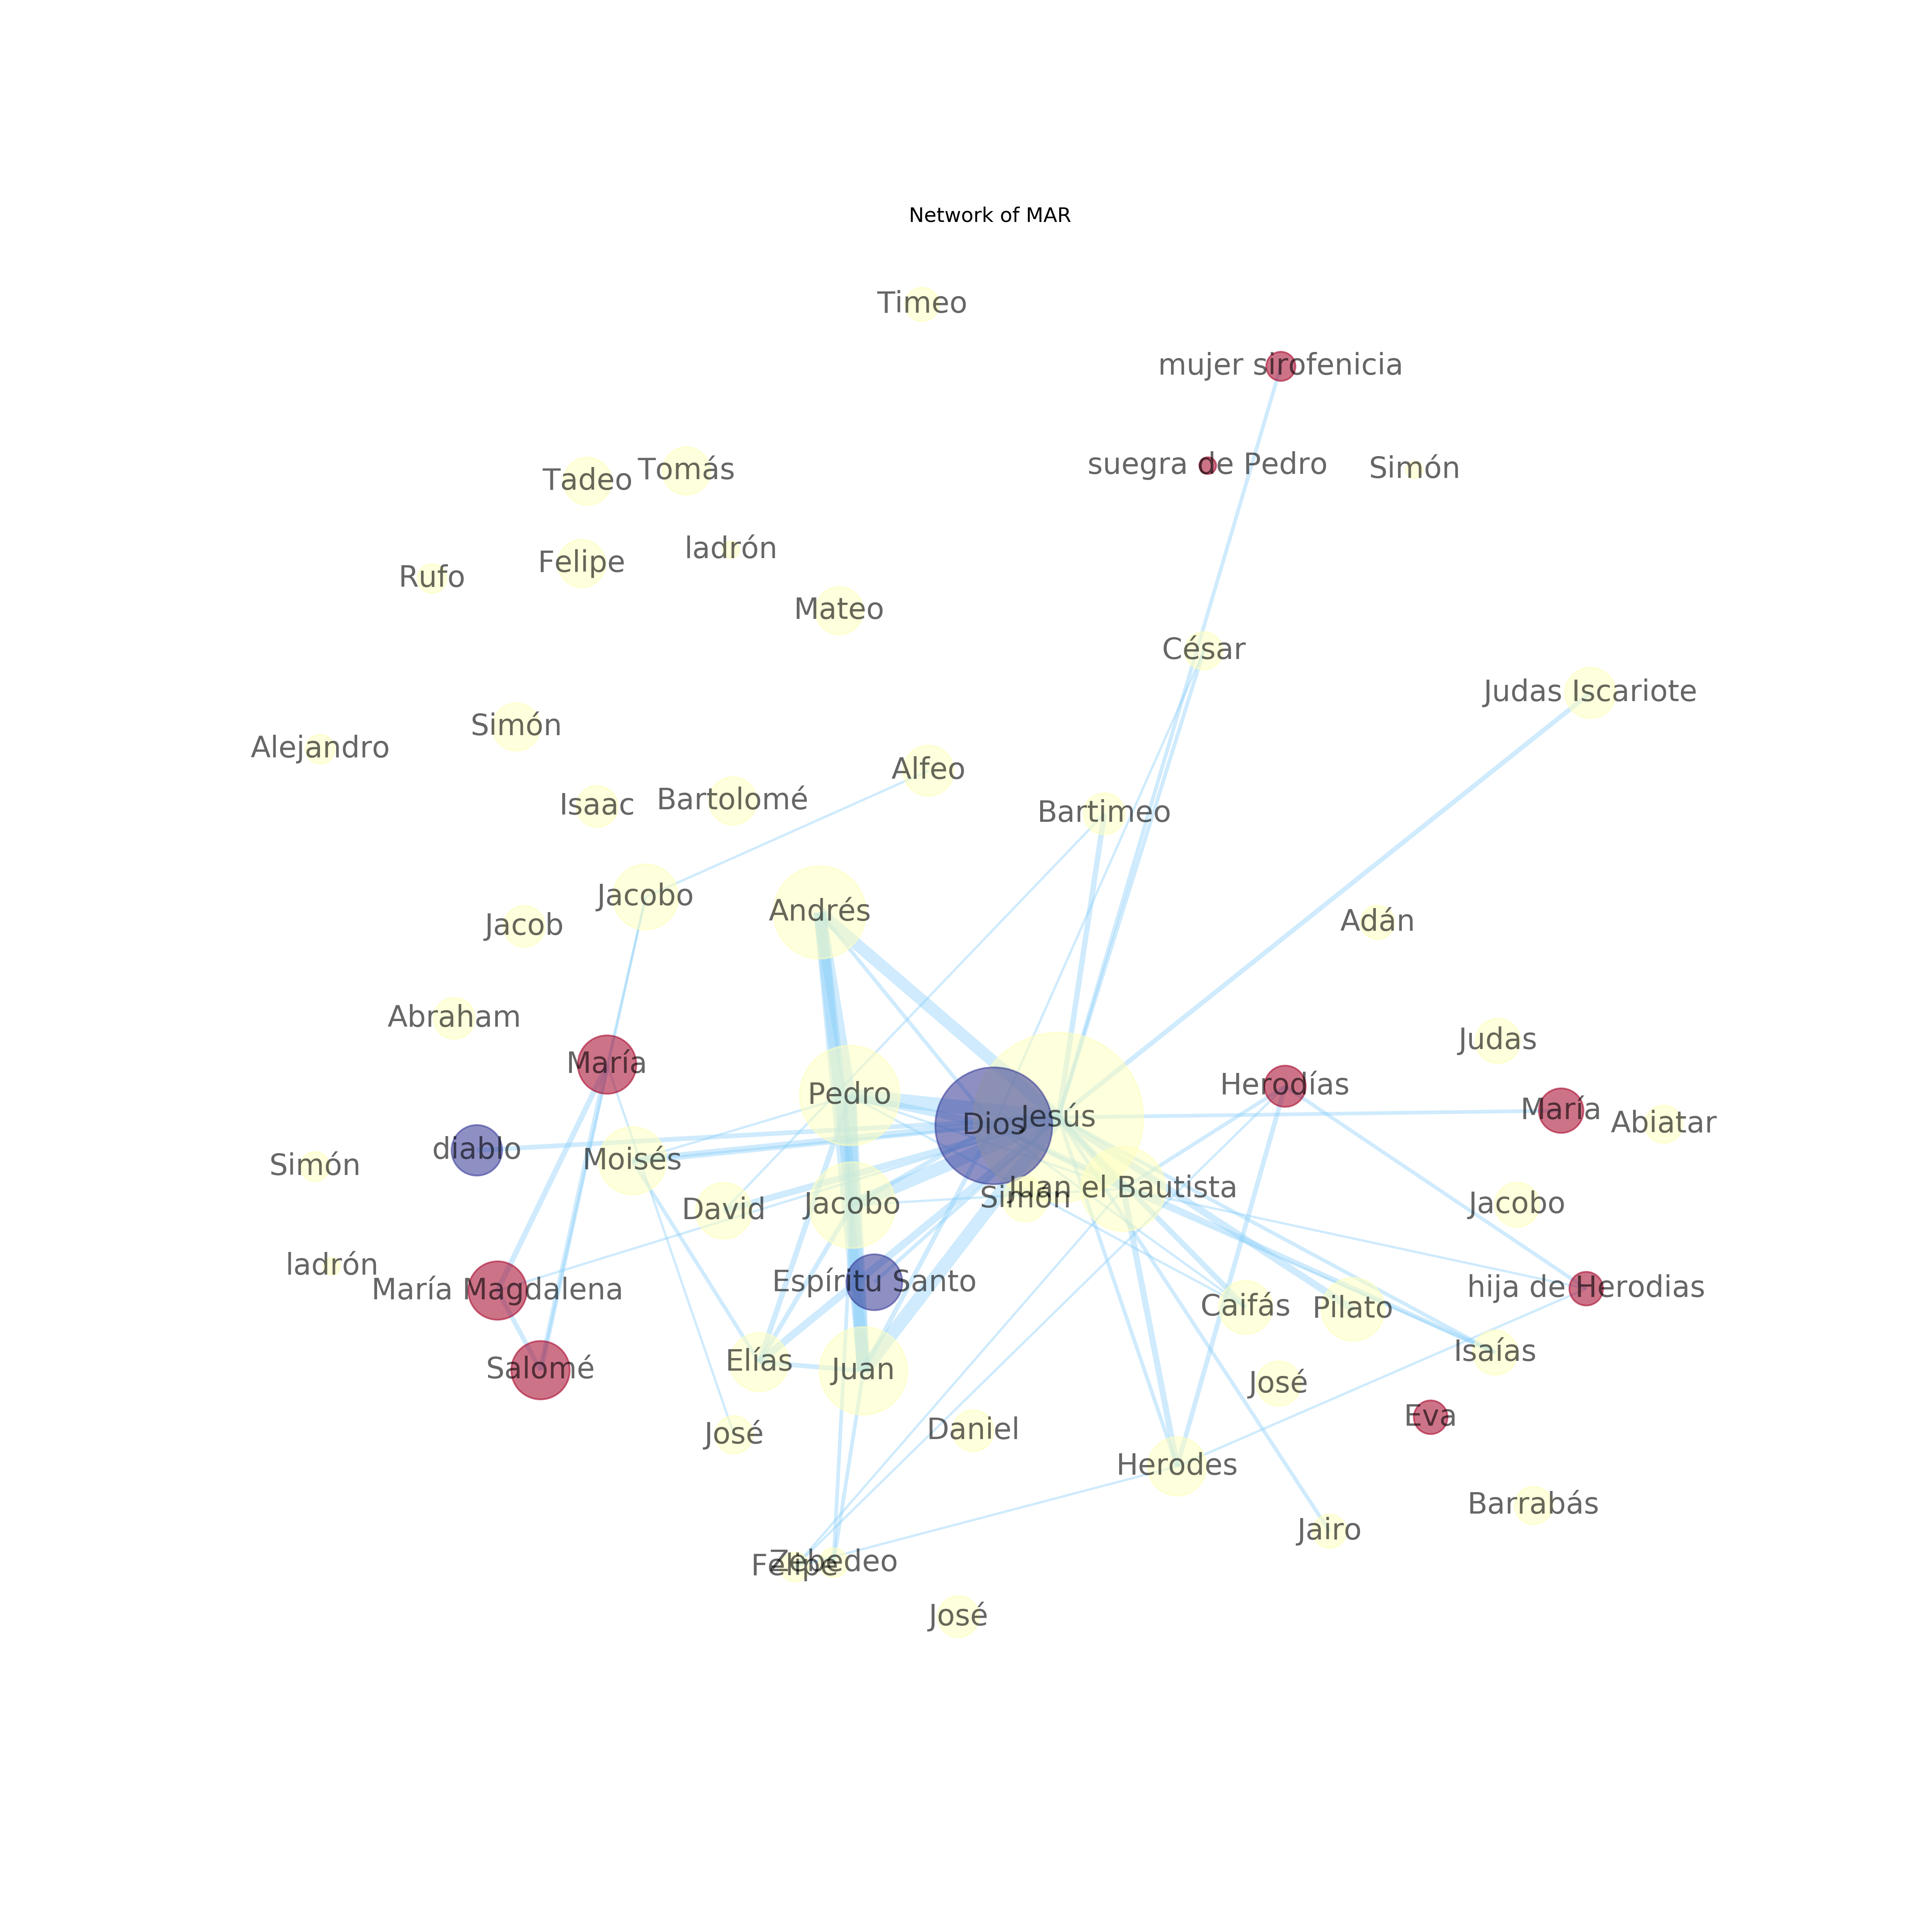 Network of MAR
Timeo
mujer sirofenicia
suegra de Pedro
Simón
Tadeo
Tomás
ladrón
Felipe
Rufo
Mateo
César
Judas Iscariote
Simón
Alejandro
Alfeo
Isaac
Bartolomé
Bartimeo
Jacobo
Andrés
Jacob
Adán
Abraham
Judas
María
Pedro
Herodías
Dios
Jesús
María
Abiatar
diablo
Moisés
Simón
Juan el Bautista
Simón
David
Jacobo
Jacobo
ladrón
María Magdalena
Espíritu Santo
hija de Herodias
Caifás
Pilato
Isaías
Salomé
Elías
Juan
José
Eva
José
Daniel
Herodes
Barrabás
Jairo
Felipe
Zebedeo
José